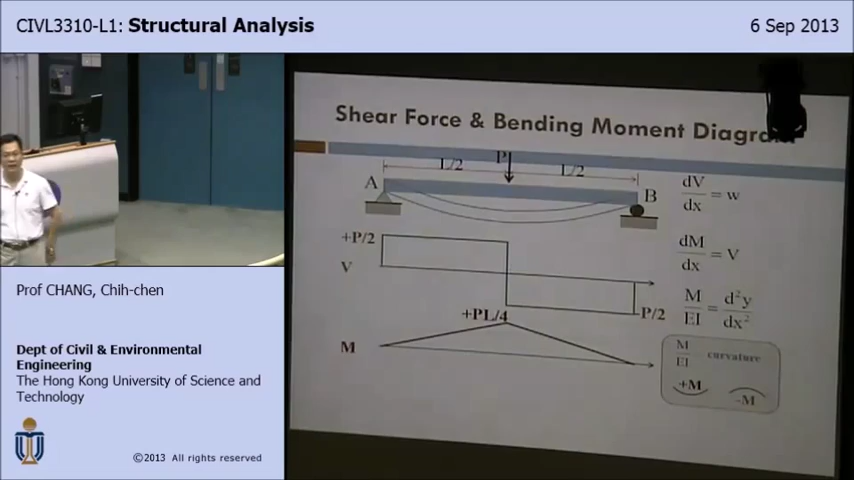 CIVL3310-L1: Structural Analysis
6 Sep 2013
Shear Force & Bending Moment Diagram
L/2
P
L/2
A
B
dV/dx = w
+P/2
V
dM/dx = V
P/2
M/EI = d²y/dx²
+PL/4
M
M/EI curvature
+M
-M
Prof CHANG, Chih-chen
Dept of Civil & Environmental
Engineering
The Hong Kong University of Science and
Technology
©2013 All rights reserved